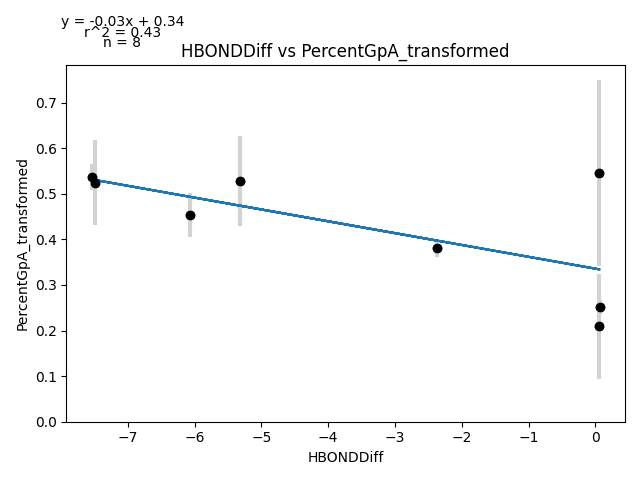 y = -0.03x + 0.34
r^2 = 0.43
n = 8
HBONDDiff vs PercentGpA_transformed
PercentGpA_transformed
0.7
0.6
0.5
0.4
0.3
0.2
0.1
0.0
−7 −6 −5 −4 −3 −2 −1 0
HBONDDiff